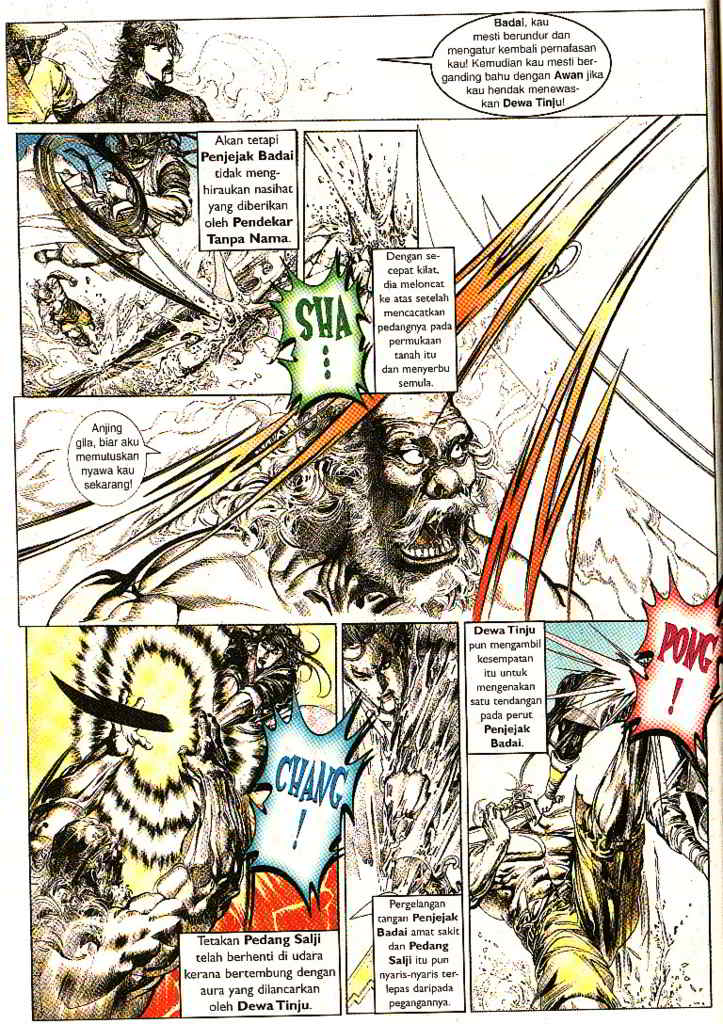 Badai, kau
mesti berundur dan
mengatur kembali pernafasan
kau! Kemudian kau mesti ber-
ganding bahu dengan Awan jika
kau hendak menewas-
kan Dewa Tinju!
Akan tetapi
Penjejak Badai
tidak meng-
hiraukan nasihat
yang diberikan
oleh Pendekar
Tanpa Nama.
SHA
...
Dengan se-
cepat kilat,
dia meloncat
ke atas setelah
mencacatkan
pedangnya pada
permukaan
tanah itu
dan menyerbu
semula.
Anjing
gila, biar aku
memutuskan
nyawa kau
sekarang!
CHANG
!
Tetakan Pedang Salji
telah berhenti di udara
kerana bertembung dengan
aura yang dilancarkan
oleh Dewa Tinju.
Pergelangan
tangan Penjejak
Badai amat sakit
dan Pedang
Salji itu pun
nyaris-nyaris ter-
lepas daripada
pegangannya.
Dewa Tinju
pun mengambil
kesempatan
itu untuk
mengenakan
satu tendangan
pada perut
Penjejak
Badai.
PONG
!